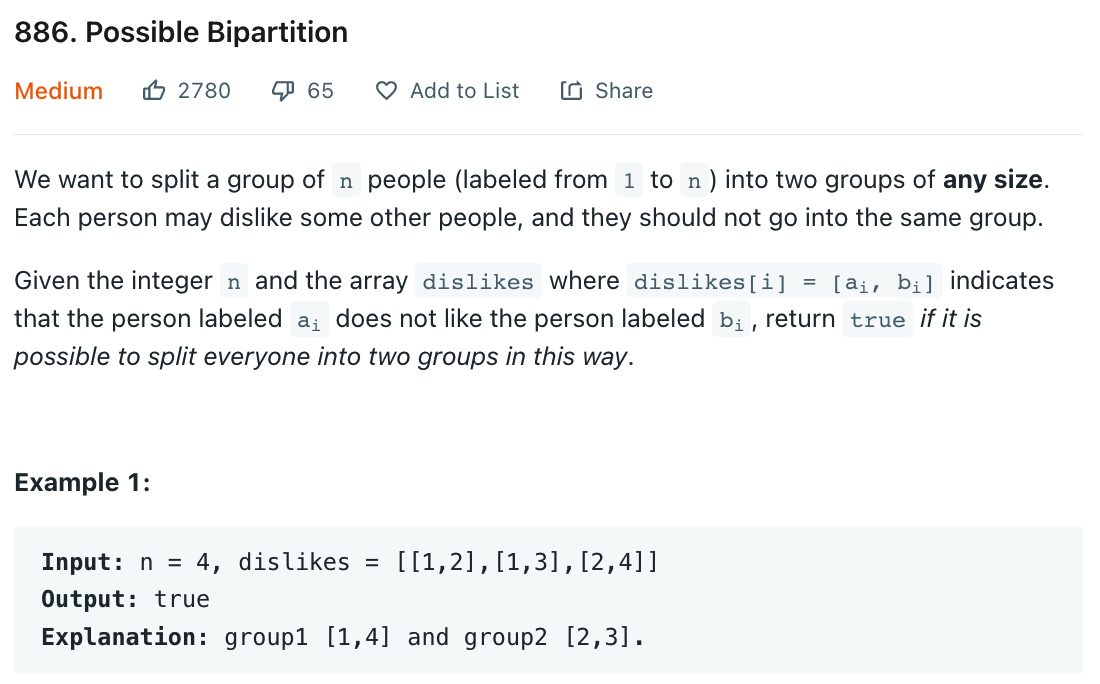 886. Possible Bipartition
Medium 2780 65 Add to List Share
We want to split a group of n people (labeled from 1 to n) into two groups of any size.
Each person may dislike some other people, and they should not go into the same group.
Given the integer n and the array dislikes where dislikes[i] = [aᵢ, bᵢ] indicates
that the person labeled aᵢ does not like the person labeled bᵢ, return true if it is
possible to split everyone into two groups in this way.
Example 1:
Input: n = 4, dislikes = [[1,2],[1,3],[2,4]]
Output: true
Explanation: group1 [1,4] and group2 [2,3].